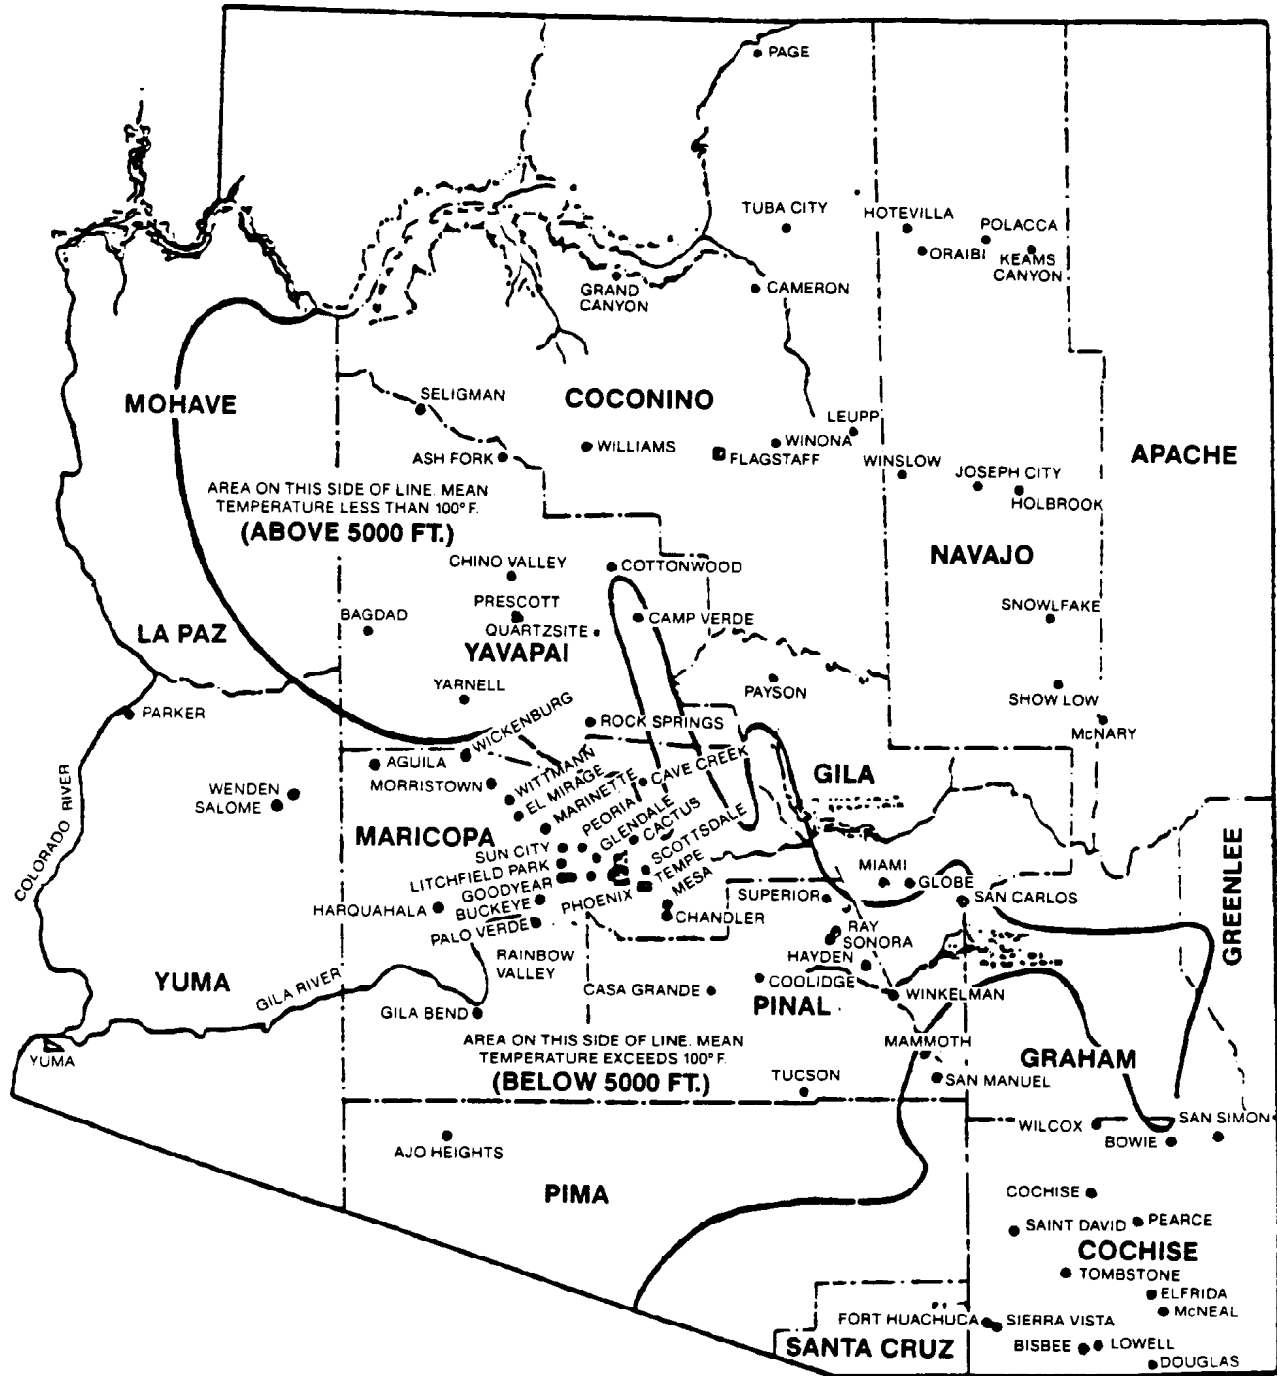 PAGE
TUBA CITY
HOTEVILLA
POLACCA
ORAIBI
KEAMS
CANYON
GRAND
CANYON
CAMERON
MOHAVE
SELIGMAN
COCONINO
LEUPP
WILLIAMS
WINONA
FLAGSTAFF
ASH FORK
WINSLOW
APACHE
JOSEPH CITY
HOLBROOK
AREA ON THIS SIDE OF LINE. MEAN
TEMPERATURE LESS THAN 100° F.
(ABOVE 5000 FT.)
NAVAJO
CHINO VALLEY
COTTONWOOD
PRESCOTT
SNOWLFAKE
BAGDAD
CAMP VERDE
QUARTZSITE
LA PAZ
YAVAPAI
YARNELL
PAYSON
SHOW LOW
PARKER
ROCK SPRINGS
McNARY
WICKENBURG
AGUILA
MORRISTOWN
WITTMANN
EL MIRAGE
MARINETTE
CAVE CREEK
GILA
WENDEN
SALOME
COLORADO RIVER
PEORIA
GLENDALE
CACTUS
SCOTTSDALE
MARICOPA
SUN CITY
LITCHFIELD PARK
GOODYEAR
BUCKEYE
PHOENIX
TEMPE
MESA
CHANDLER
HARQUAHALA
PALO VERDE
MIAMI
GLOBE
SUPERIOR
SAN CARLOS
GREENLEE
RAY
SONORA
HAYDEN
RAINBOW
VALLEY
YUMA
GILA RIVER
CASA GRANDE
COOLIDGE
PINAL
WINKELMAN
GILA BEND
AREA ON THIS SIDE OF LINE. MEAN
TEMPERATURE EXCEEDS 100° F.
(BELOW 5000 FT.)
YUMA
MAMMOTH
GRAHAM
TUCSON
SAN MANUEL
WILCOX
SAN SIMON
BOWIE
AJO HEIGHTS
PIMA
COCHISE
SAINT DAVID
PEARCE
COCHISE
TOMBSTONE
ELFRIDA
McNEAL
FORT HUACHUCA
SIERRA VISTA
SANTA CRUZ
BISBEE
LOWELL
DOUGLAS